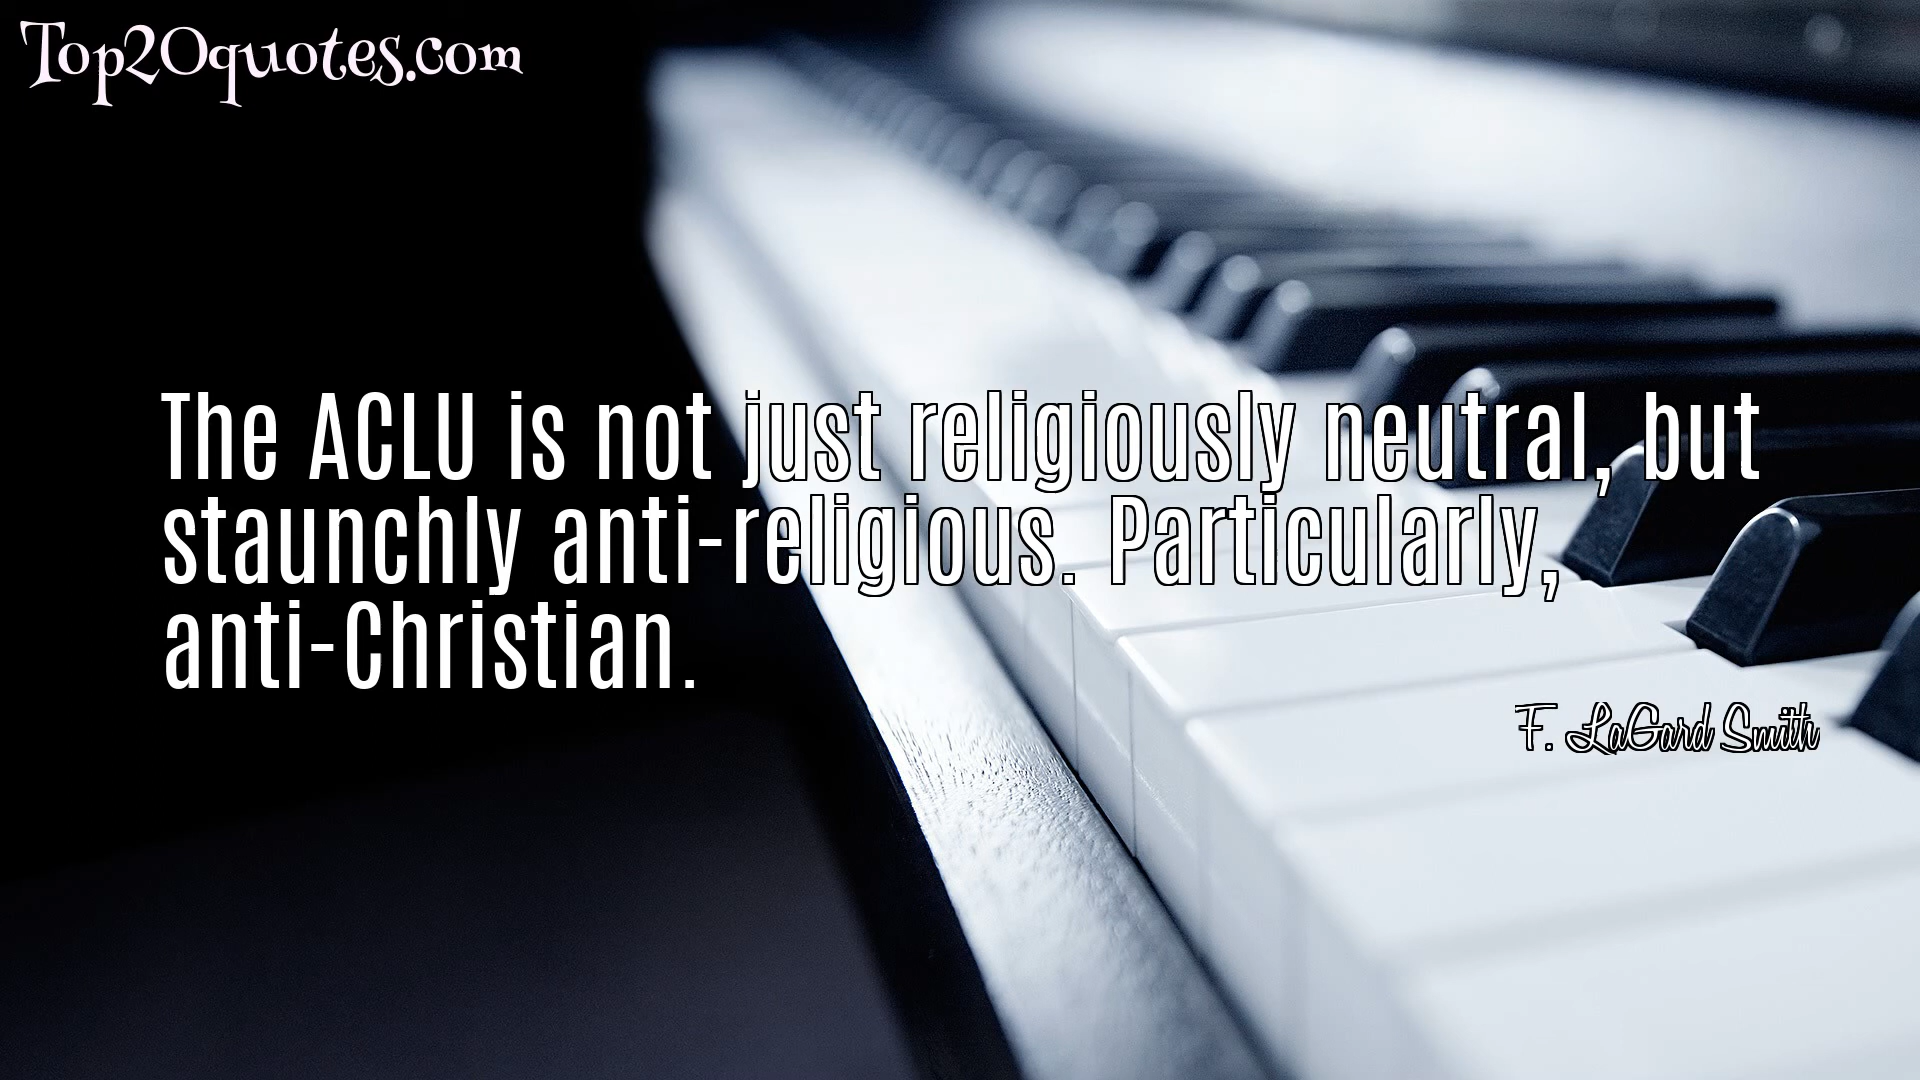 Top20quotes.com
The ACLU is not just religiously neutral, but
staunchly anti-religious. Particularly,
anti-Christian.
F. LaGard Smith